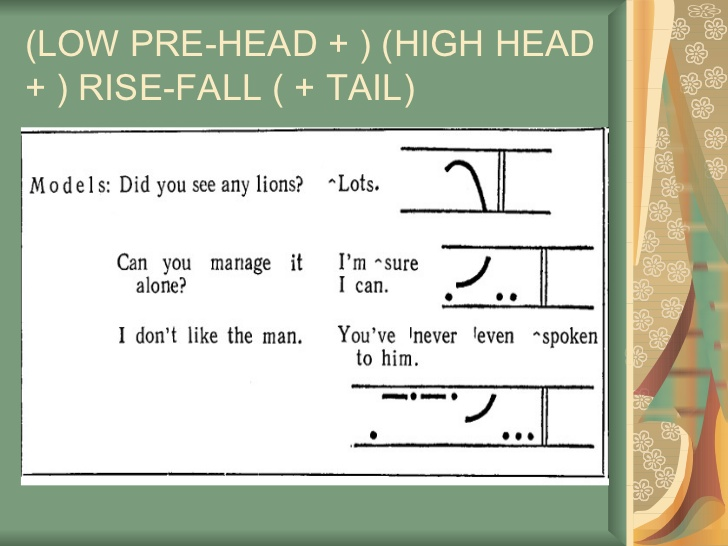 (LOW PRE-HEAD + ) (HIGH HEAD
+ ) RISE-FALL ( + TAIL)
Models: Did you see any lions? ^Lots.
Can you manage it I'm ^sure
alone? I can.
I don't like the man. You've ˈnever ˈeven ^spoken
to him.